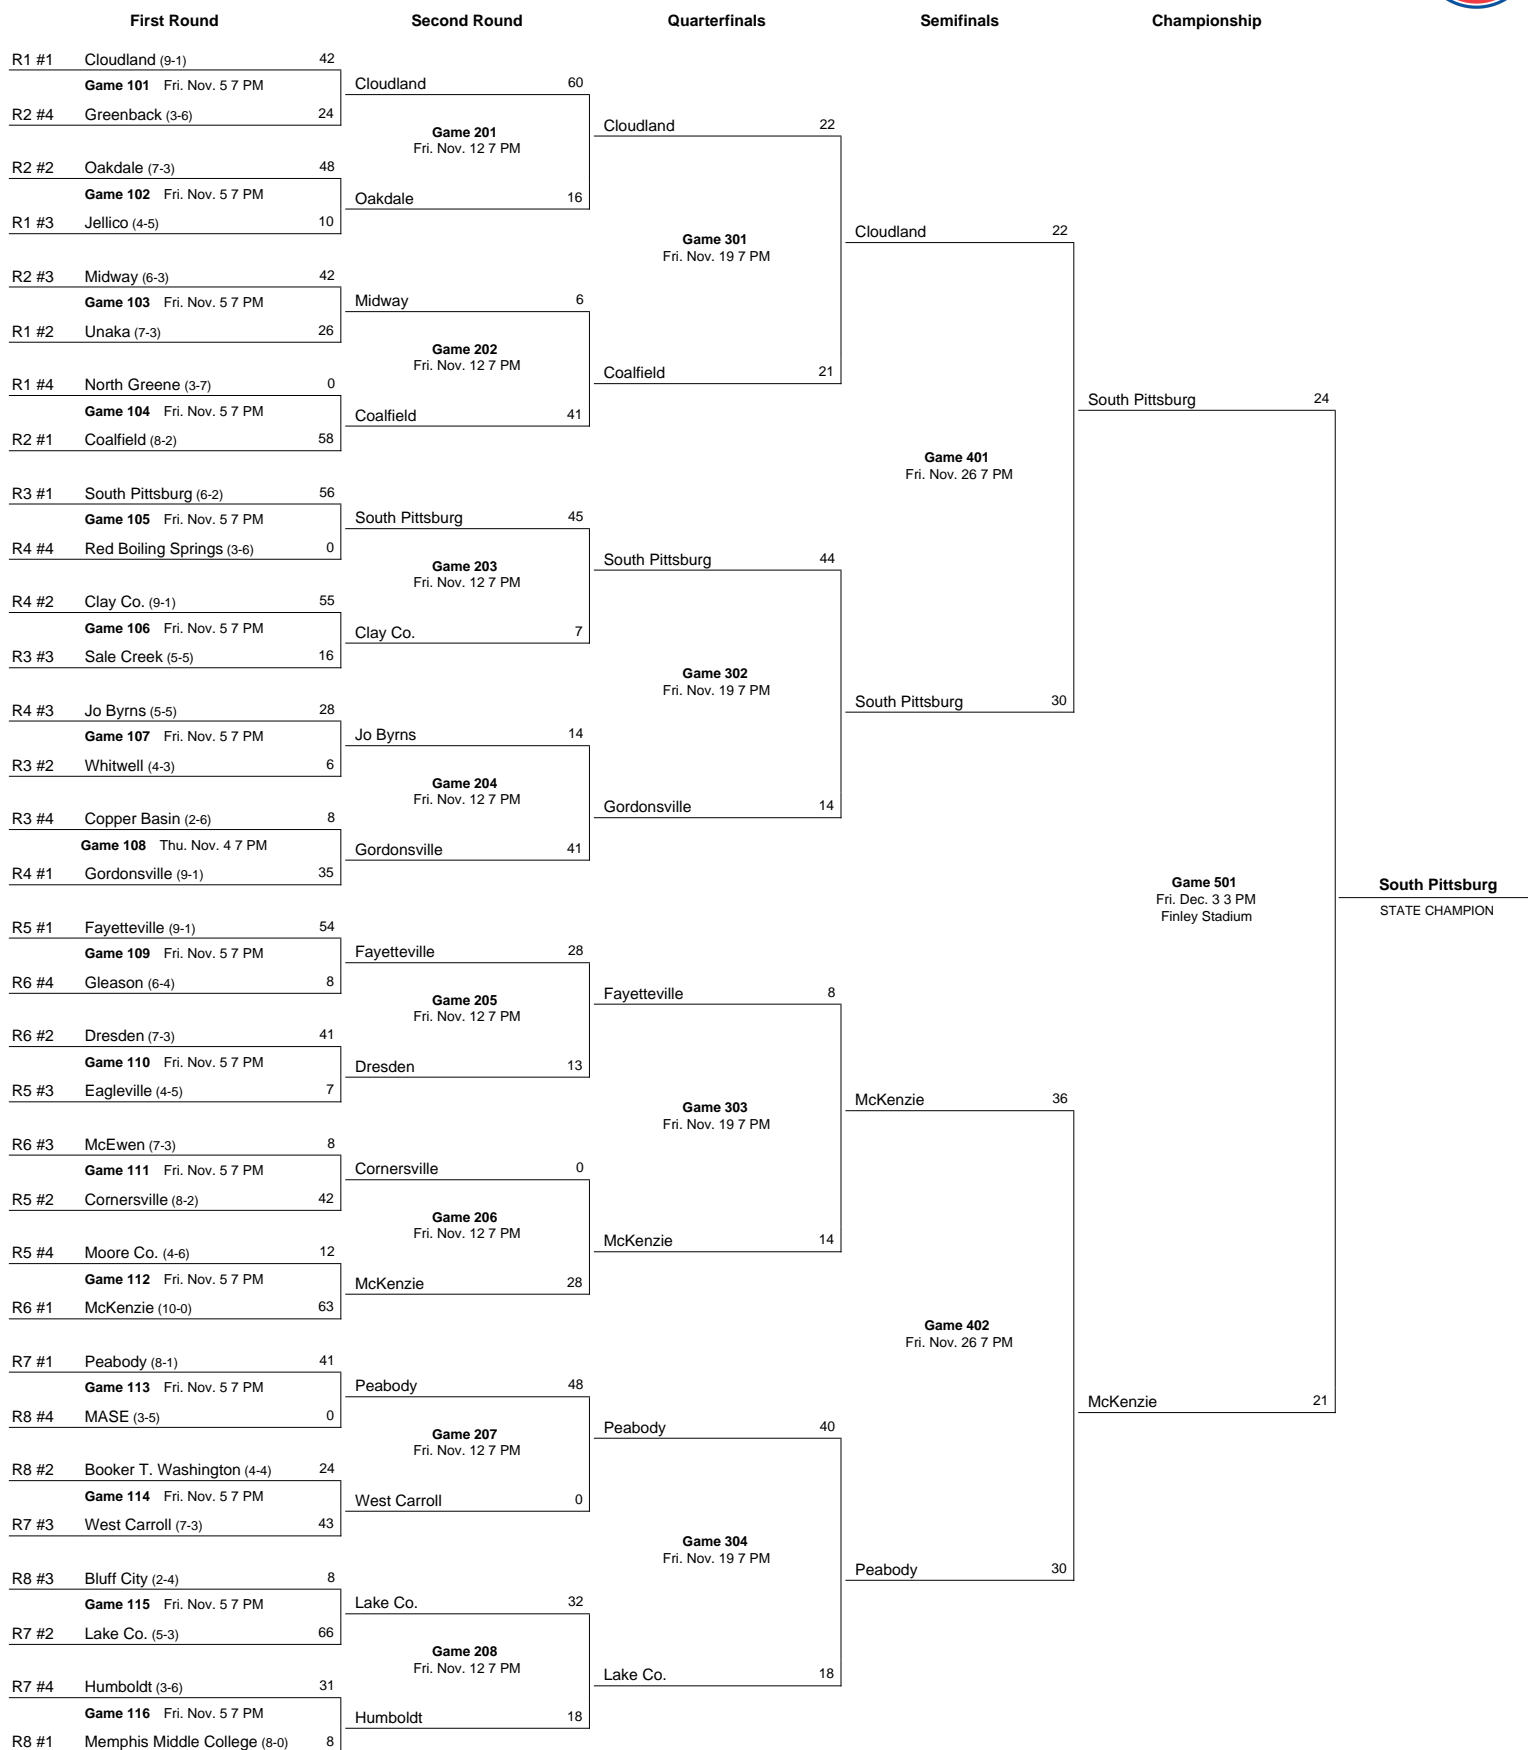 First Round Second Round Quarterfinals Semifinals Championship
R1 #1 Cloudland (9-1) 42
Game 101 Fri. Nov. 5 7 PM
R2 #4 Greenback (3-6) 24
R2 #2 Oakdale (7-3) 48
Game 102 Fri. Nov. 5 7 PM
R1 #3 Jellico (4-5) 10
R2 #3 Midway (6-3) 42
Game 103 Fri. Nov. 5 7 PM
R1 #2 Unaka (7-3) 26
R1 #4 North Greene (3-7) 0
Game 104 Fri. Nov. 5 7 PM
R2 #1 Coalfield (8-2) 58
R3 #1 South Pittsburg (6-2) 56
Game 105 Fri. Nov. 5 7 PM
R4 #4 Red Boiling Springs (3-6) 0
R4 #2 Clay Co. (9-1) 55
Game 106 Fri. Nov. 5 7 PM
R3 #3 Sale Creek (5-5) 16
R4 #3 Jo Byrns (5-5) 28
Game 107 Fri. Nov. 5 7 PM
R3 #2 Whitwell (4-3) 6
R3 #4 Copper Basin (2-6) 8
Game 108 Thu. Nov. 4 7 PM
R4 #1 Gordonsville (9-1) 35
R5 #1 Fayetteville (9-1) 54
Game 109 Fri. Nov. 5 7 PM
R6 #4 Gleason (6-4) 8
R6 #2 Dresden (7-3) 41
Game 110 Fri. Nov. 5 7 PM
R5 #3 Eagleville (4-5) 7
R6 #3 McEwen (7-3) 8
Game 111 Fri. Nov. 5 7 PM
R5 #2 Cornersville (8-2) 42
R5 #4 Moore Co. (4-6) 12
Game 112 Fri. Nov. 5 7 PM
R6 #1 McKenzie (10-0) 63
R7 #1 Peabody (8-1) 41
Game 113 Fri. Nov. 5 7 PM
R8 #4 MASE (3-5) 0
R8 #2 Booker T. Washington (4-4) 24
Game 114 Fri. Nov. 5 7 PM
R7 #3 West Carroll (7-3) 43
R8 #3 Bluff City (2-4) 8
Game 115 Fri. Nov. 5 7 PM
R7 #2 Lake Co. (5-3) 66
R7 #4 Humboldt (3-6) 31
Game 116 Fri. Nov. 5 7 PM
R8 #1 Memphis Middle College (8-0) 8
Cloudland 60
Game 201
Fri. Nov. 12 7 PM
Oakdale 16
Midway 6
Game 202
Fri. Nov. 12 7 PM
Coalfield 41
South Pittsburg 45
Game 203
Fri. Nov. 12 7 PM
Clay Co. 7
Jo Byrns 14
Game 204
Fri. Nov. 12 7 PM
Gordonsville 41
Fayetteville 28
Game 205
Fri. Nov. 12 7 PM
Dresden 13
Cornersville 0
Game 206
Fri. Nov. 12 7 PM
McKenzie 28
Peabody 48
Game 207
Fri. Nov. 12 7 PM
West Carroll 0
Lake Co. 32
Game 208
Fri. Nov. 12 7 PM
Humboldt 18
Cloudland 22
Game 301
Fri. Nov. 19 7 PM
Coalfield 21
South Pittsburg 44
Game 302
Fri. Nov. 19 7 PM
Gordonsville 14
Fayetteville 8
Game 303
Fri. Nov. 19 7 PM
McKenzie 14
Peabody 40
Game 304
Fri. Nov. 19 7 PM
Lake Co. 18
Cloudland 22
Game 401
Fri. Nov. 26 7 PM
South Pittsburg 30
McKenzie 36
Game 402
Fri. Nov. 26 7 PM
Peabody 30
South Pittsburg 24
Game 501
Fri. Dec. 3 3 PM
Finley Stadium
McKenzie 21
South Pittsburg
STATE CHAMPION